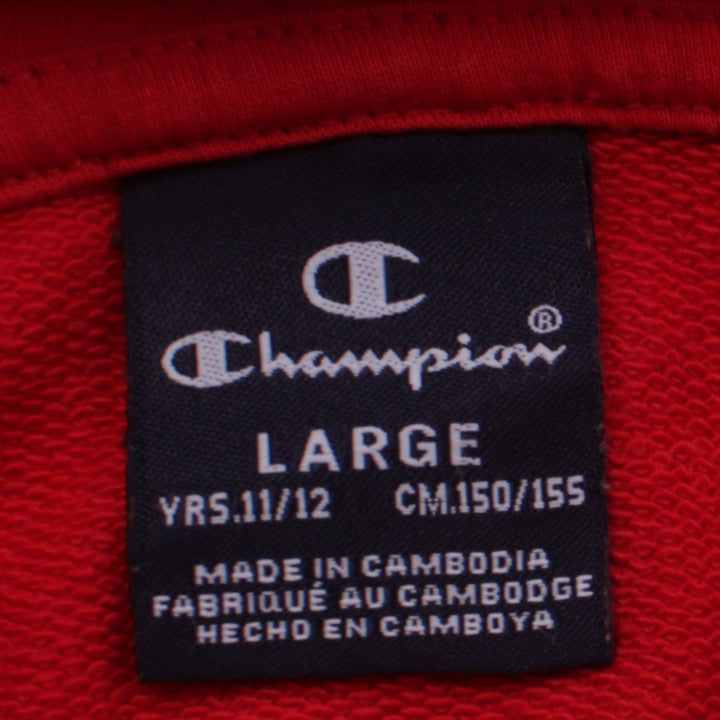 C
®
Champion
LARGE
YRS.11/12 CM.150/155
MADE IN CAMBODIA
FABRIQUÉ AU CAMBODGE
HECHO EN CAMBOYA